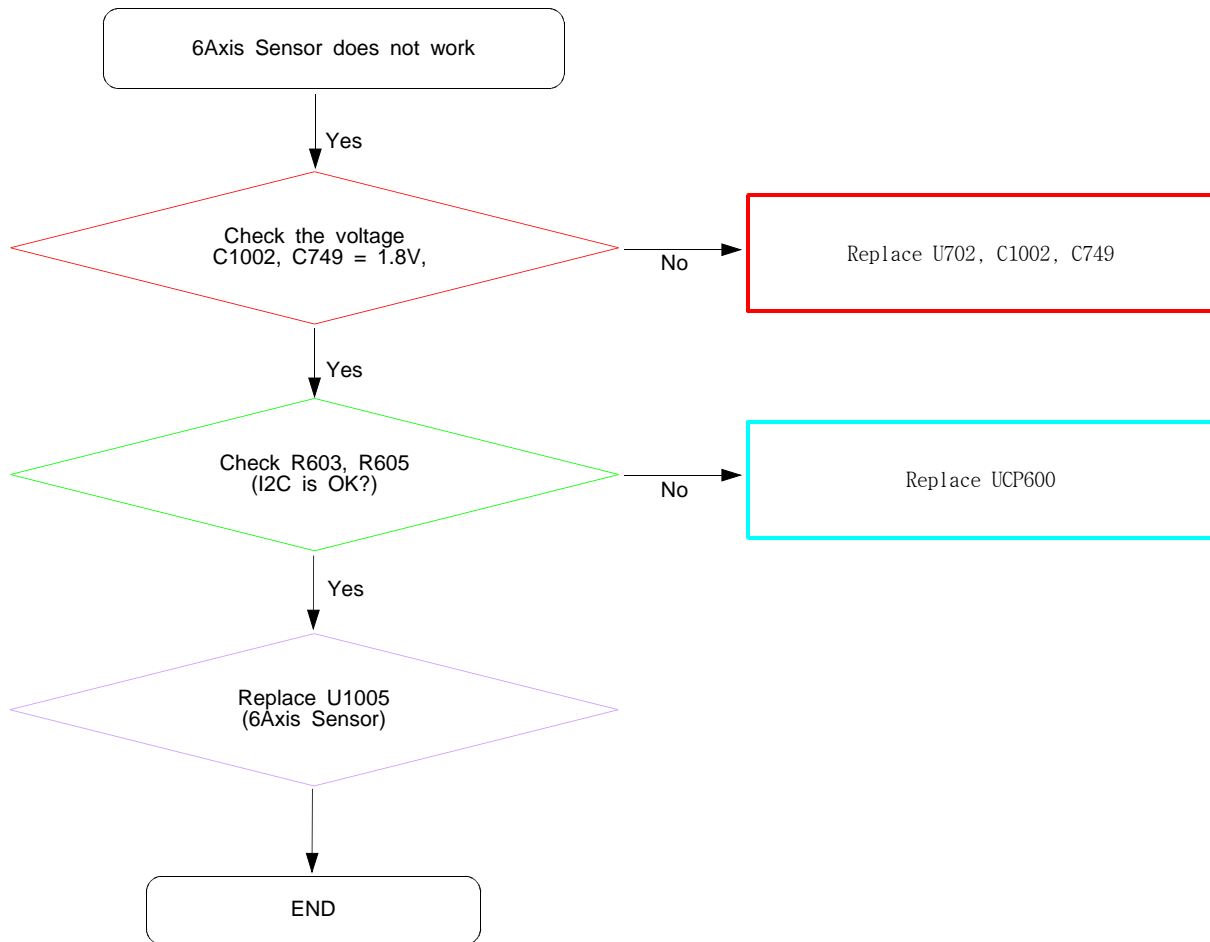 6Axis Sensor does not work
Yes
Check the voltage
C1002, C749 = 1.8V,
No
Replace U702, C1002, C749
Yes
Check R603, R605
(I2C is OK?)
No
Replace UCP600
Yes
Replace U1005
(6Axis Sensor)
END